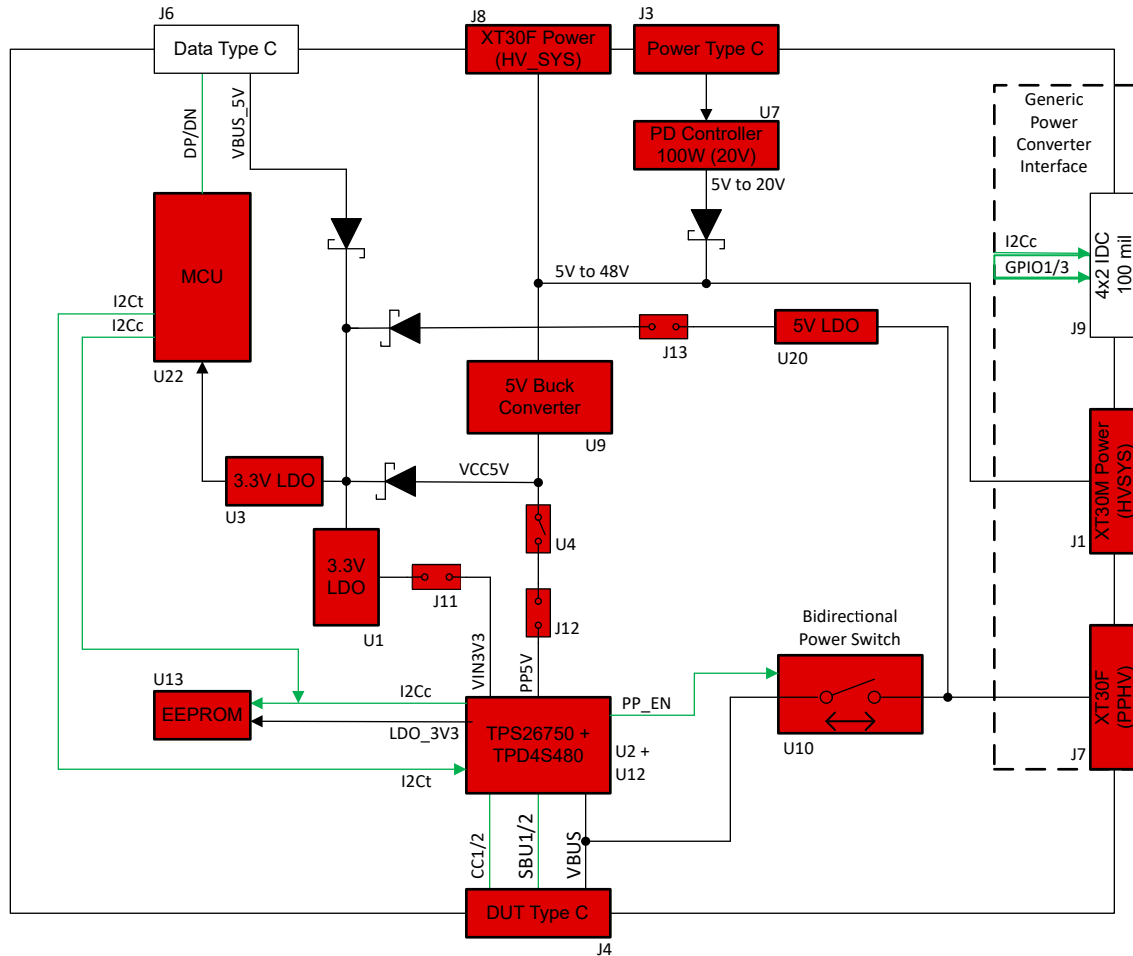 J6
Data Type C
J8
XT30F Power
(HV_SYS)
J3
Power Type C
DP/DN
VBUS_5V
U7
PD Controller
100W (20V)
5V to 20V
Generic
Power
Converter
Interface
MCU
U22
I2Ct
I2Cc
5V to 48V
I2Cc
GPIO1/3
4x2 IDC
100 mil
J9
J13
5V LDO
U20
5V Buck
Converter
U9
3.3V LDO
U3
VCC5V
U4
XT30M Power
(HVSYS)
J1
3.3V
LDO
U1
J11
J12
VIN3V3
PP5V
Bidirectional
Power Switch
U10
U13
EEPROM
I2Cc
LDO_3V3
I2Ct
TPS26750 +
TPD4S480
U2 +
U12
PP_EN
XT30F
(PPHV)
J7
CC1/2
SBU1/2
VBUS
DUT Type C
J4